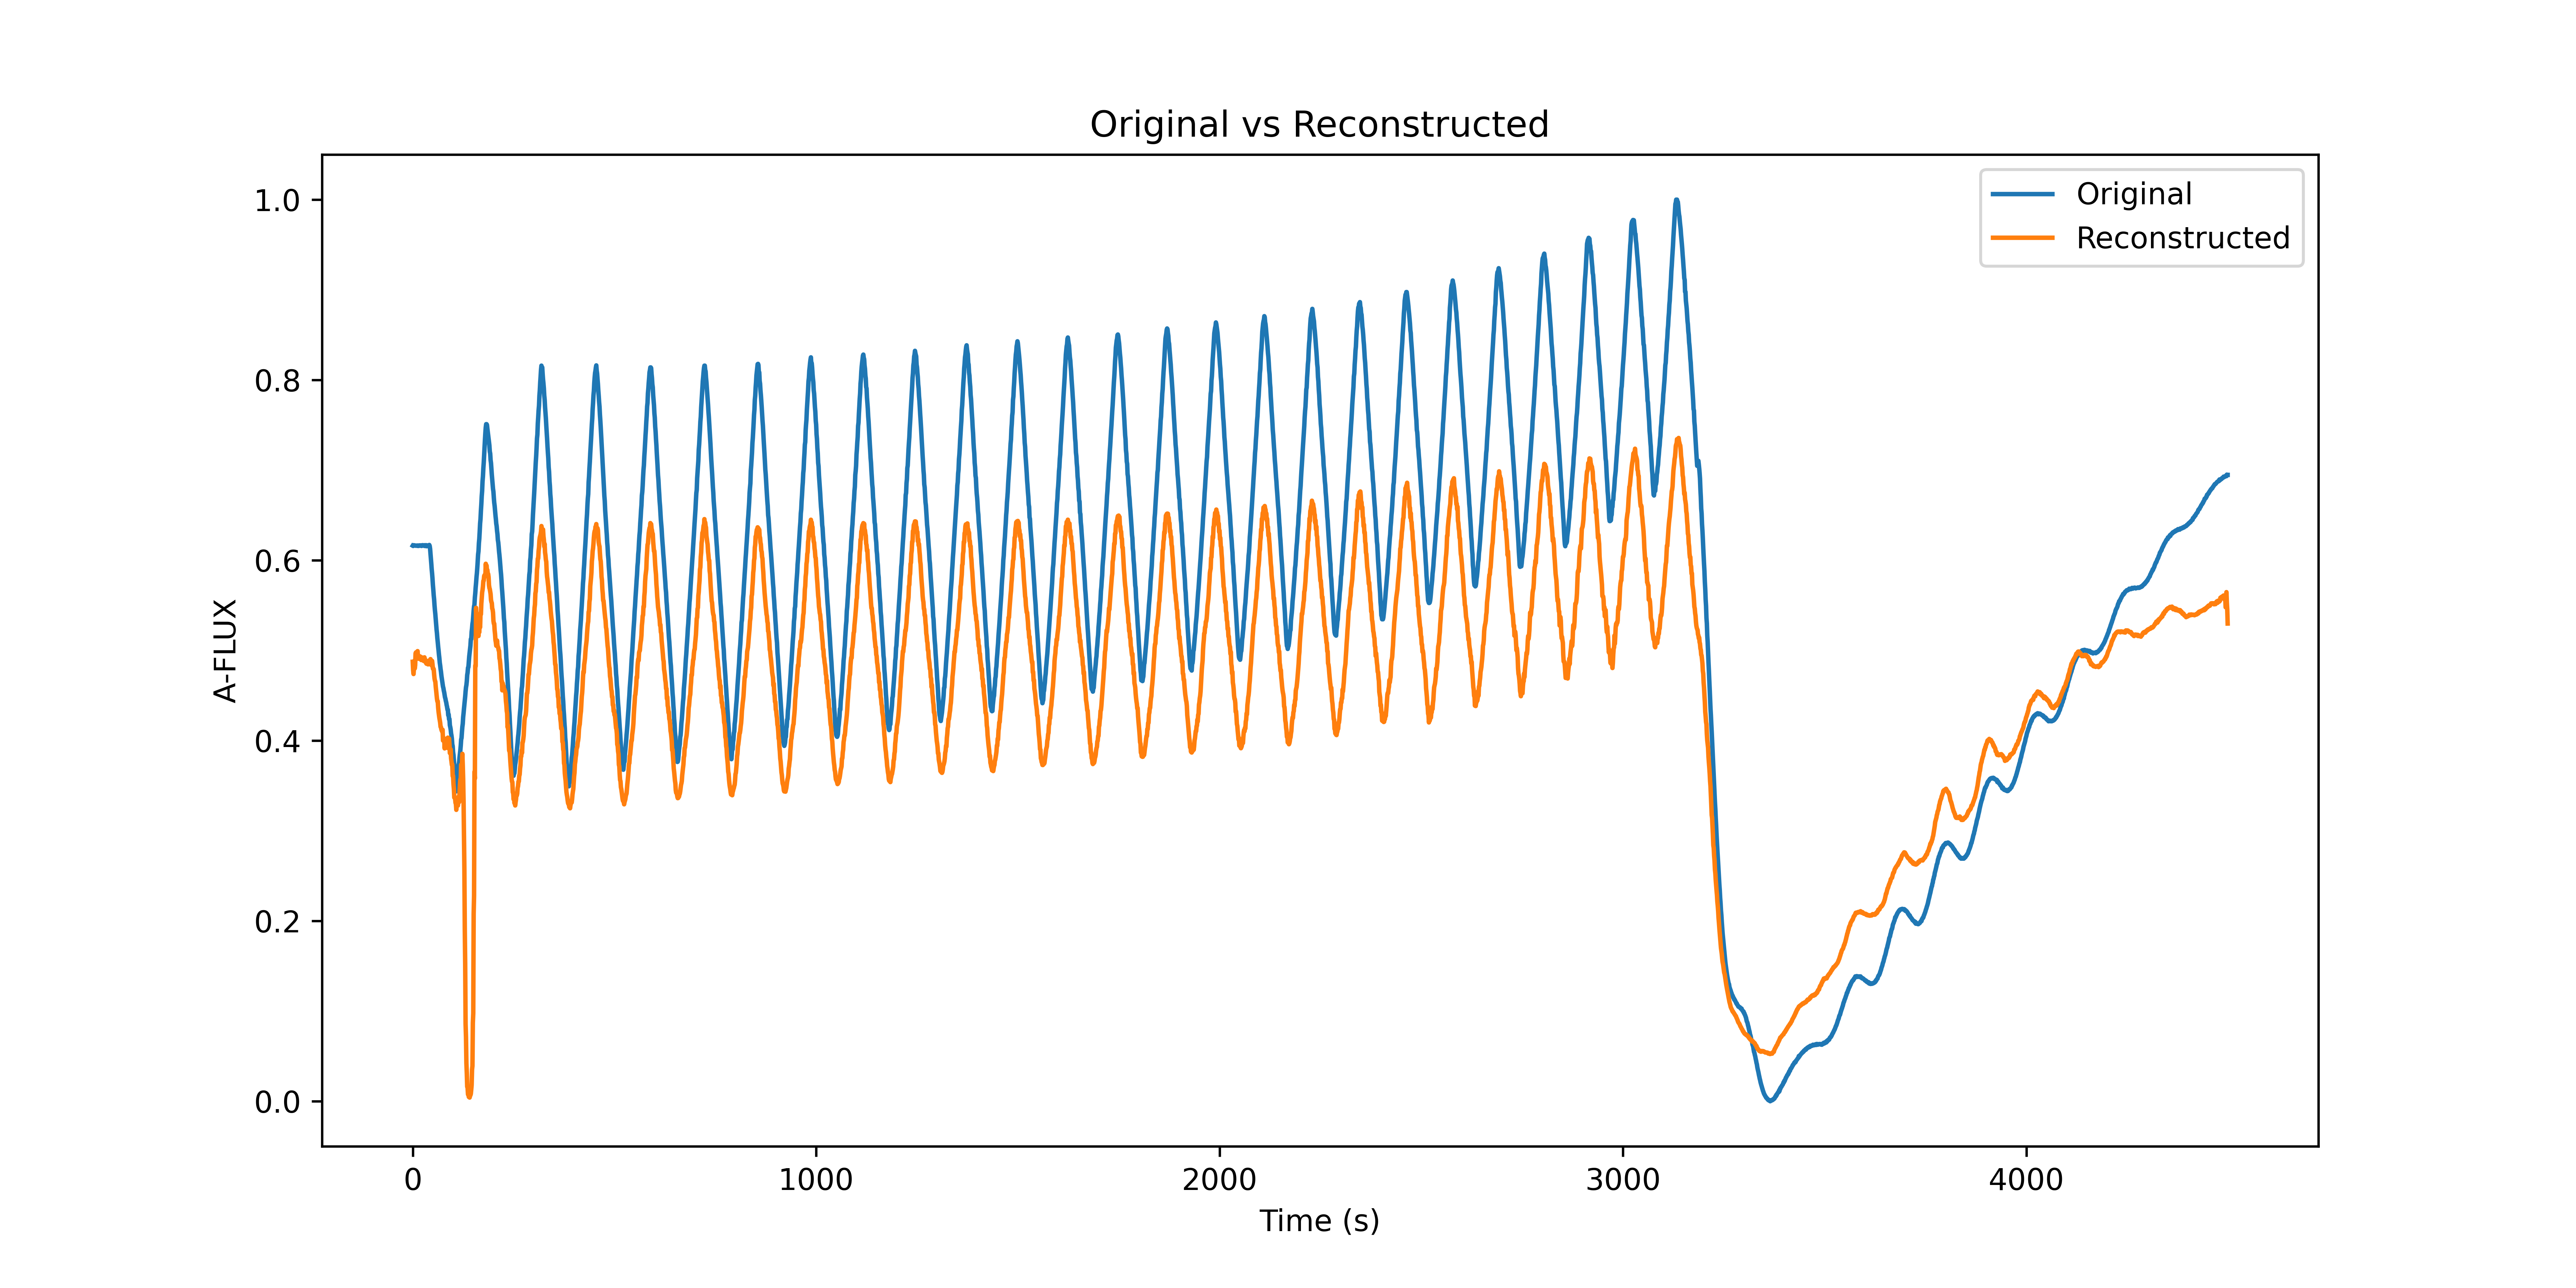 Original vs Reconstructed
Original
Reconstructed
1.0
0.8
0.6
0.4
0.2
0.0
A-FLUX
0 1000 2000 3000 4000
Time (s)